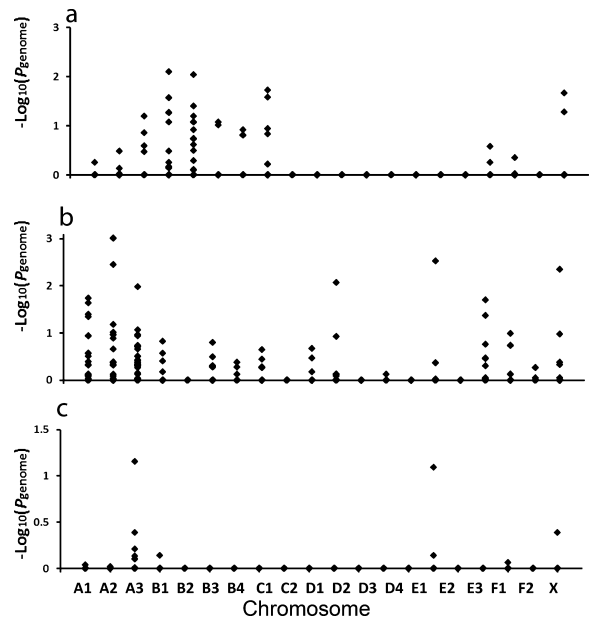 a
-Log10(Pgenome)
3
2
1
0
b
-Log10(Pgenome)
3
2
1
0
c
-Log10(Pgenome)
1.5
1
0.5
0
A1 A2 A3 B1 B2 B3 B4 C1 C2 D1 D2 D3 D4 E1 E2 E3 F1 F2 X
Chromosome